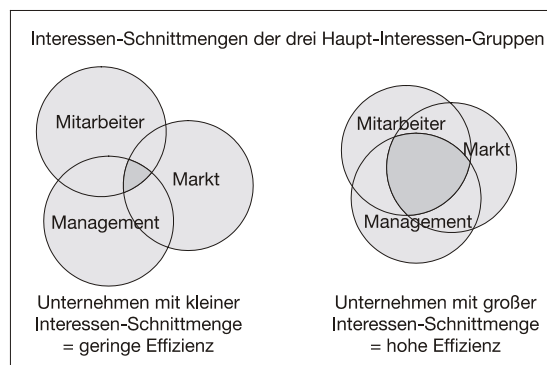 Interessen-Schnittmengen der drei Haupt-Interessen-Gruppen
Mitarbeiter
Markt
Management
Unternehmen mit kleiner
Interessen-Schnittmenge
= geringe Effizienz
Mitarbeiter
Markt
Management
Unternehmen mit großer
Interessen-Schnittmenge
= hohe Effizienz